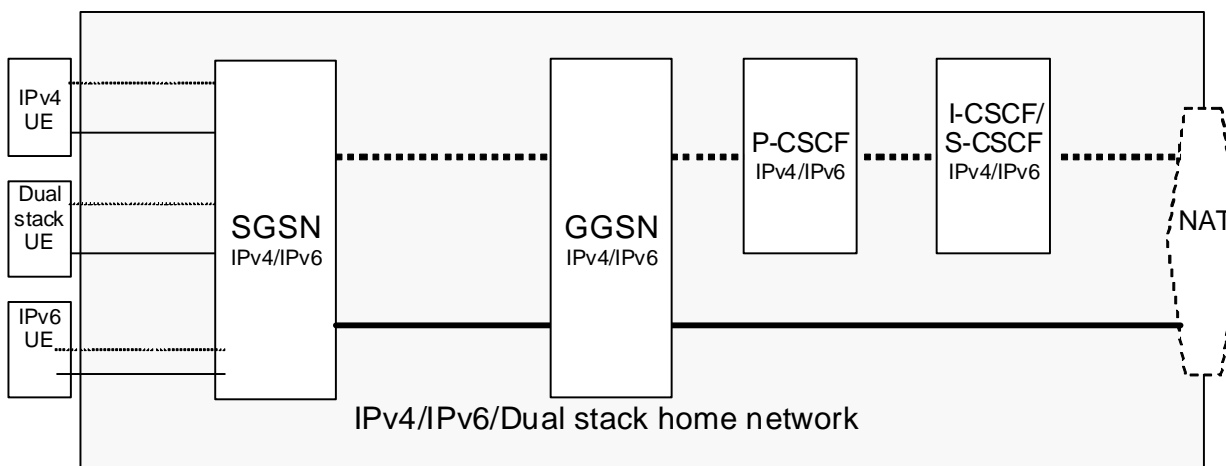 IPv4
UE
Dual
stack
UE
IPv6
UE
SGSN
IPv4/IPv6
GGSN
IPv4/IPv6
P-CSCF
IPv4/IPv6
I-CSCF/
S-CSCF
IPv4/IPv6
NAT
IPv4/IPv6/Dual stack home network